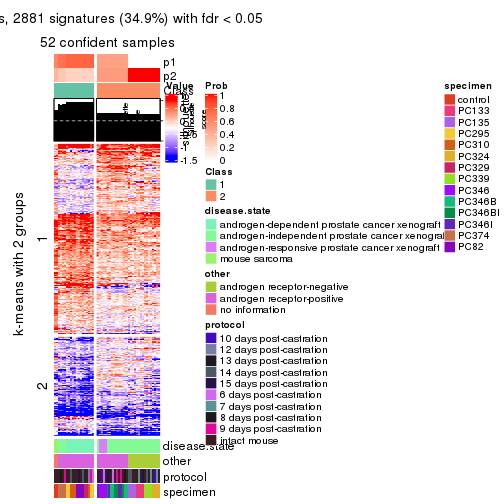 s, 2881 signatures (34.9%) with fdr < 0.05
52 confident samples
p1
p2
Class
k-means with 2 groups
1
2
Value
1
0.5
0
-1
-1.5
Prob
1
0.8
0.6
0.4
0.2
0
Class
1
2
disease.state
androgen-dependent prostate cancer xenograft
androgen-independent prostate cancer xenograft
androgen-responsive prostate cancer xenograft
mouse sarcoma
other
androgen receptor-negative
androgen receptor-positive
no information
protocol
10 days post-castration
12 days post-castration
13 days post-castration
14 days post-castration
15 days post-castration
6 days post-castration
7 days post-castration
8 days post-castration
9 days post-castration
intact mouse
specimen
control
PC133
PC135
PC295
PC310
PC324
PC329
PC339
PC346
PC346B
PC346BI
PC346I
PC374
PC82
disease.state
other
protocol
specimen